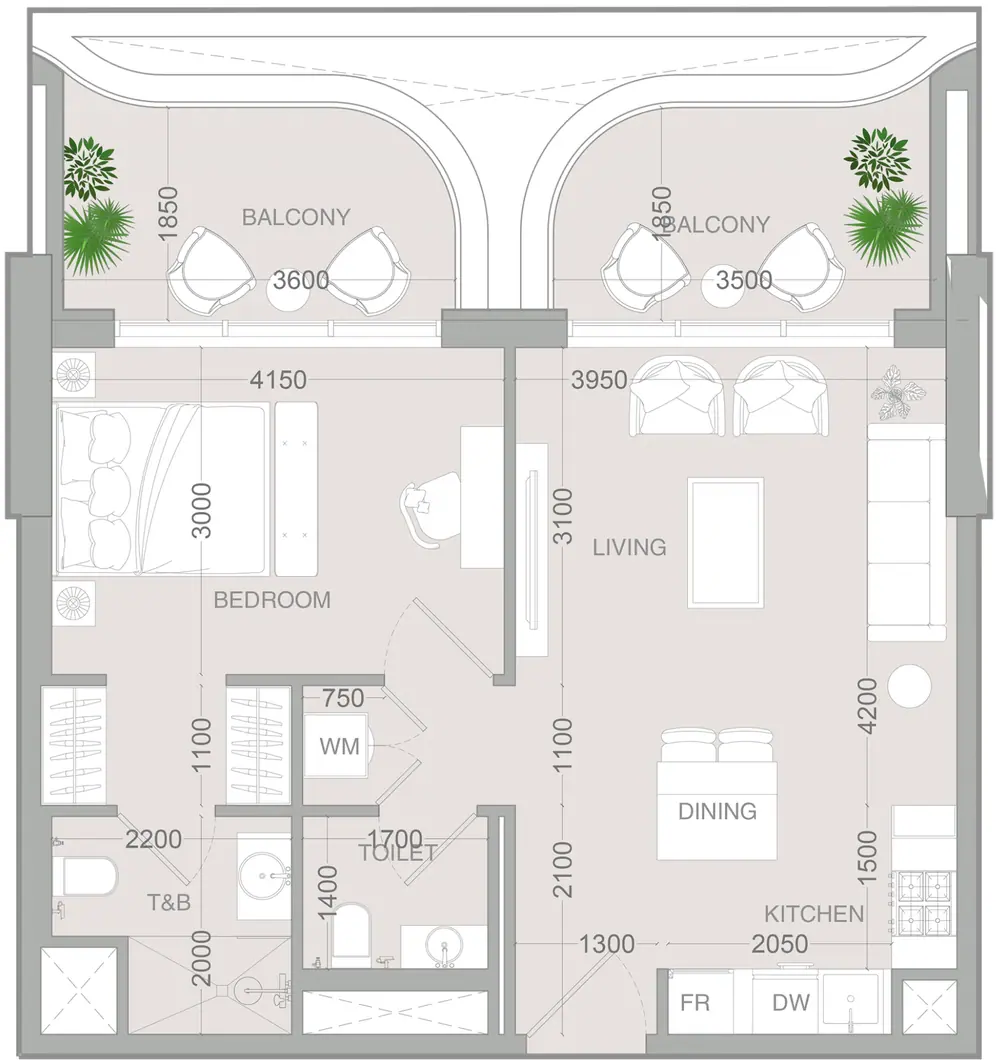 1850
BALCONY
3600
1850
BALCONY
3500
4150
3950
3000
3100
LIVING
BEDROOM
750
4200
WM
1100
1100
DINING
2200
1700
TOILET
1500
2100
1400
T&B
KITCHEN
2000
1300
2050
FR
DW